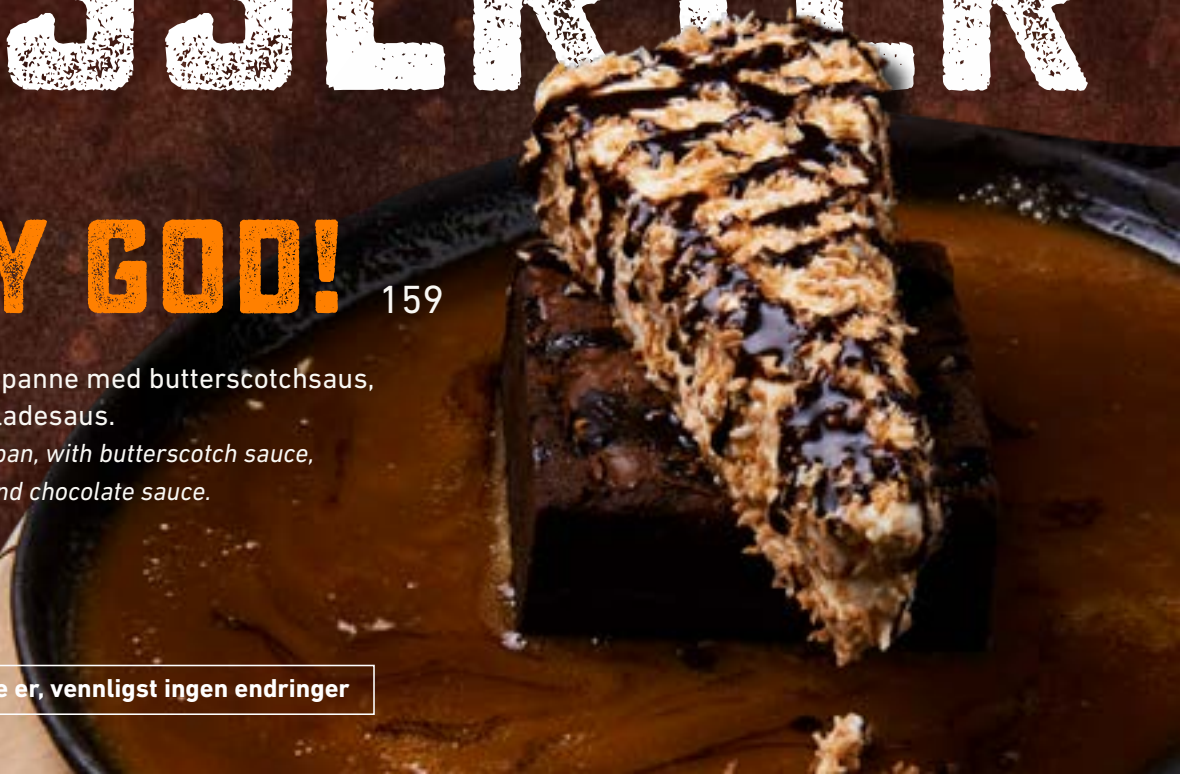 Y GOD! 159
panne med butterscotchsaus,
adesaus.
pan, with butterscotch sauce,
nd chocolate sauce.
e er, vennligst ingen endringer